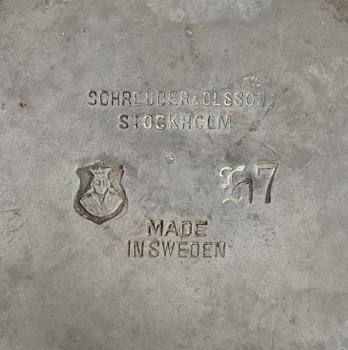 SCHREUDER & OLSSON
STOCKHOLM
7
MADE
IN SWEDEN